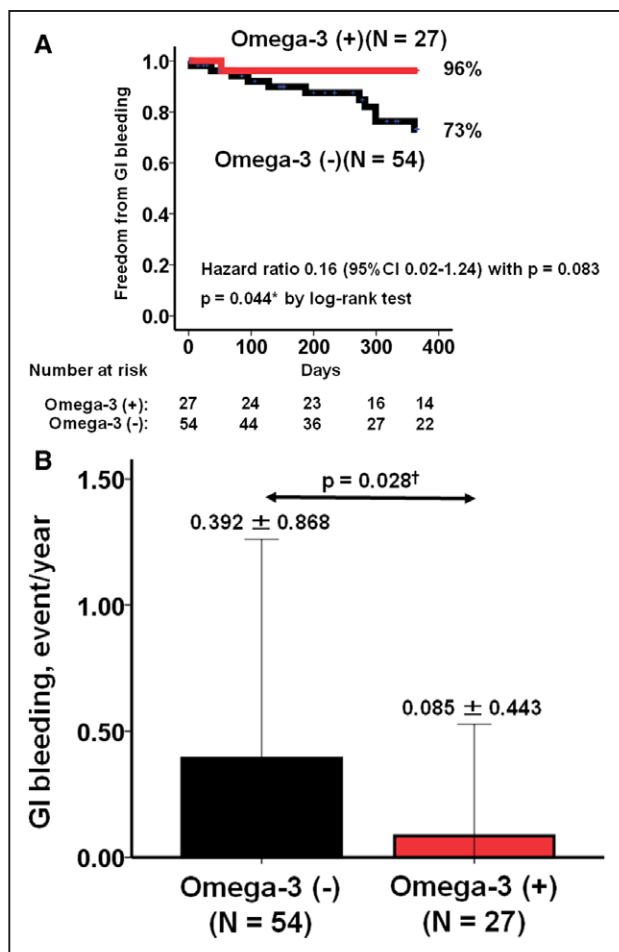 A
Omega-3 (+)(N = 27)
96%
73%
Omega-3 (-)(N = 54)
Freedom from GI bleeding
1.0
0.8
0.6
0.4
0.2
0.0
Hazard ratio 0.16 (95%CI 0.02-1.24) with p = 0.083
p = 0.044* by log-rank test
0 100 200 300 400
Number at risk Days
Omega-3 (+): 27 24 23 16 14
Omega-3 (-): 54 44 36 27 22
B
GI bleeding, event/year
1.50
1.00
0.50
0.00
p = 0.028†
0.392 ± 0.868
0.085 ± 0.443
Omega-3 (-) Omega-3 (+)
(N = 54) (N = 27)